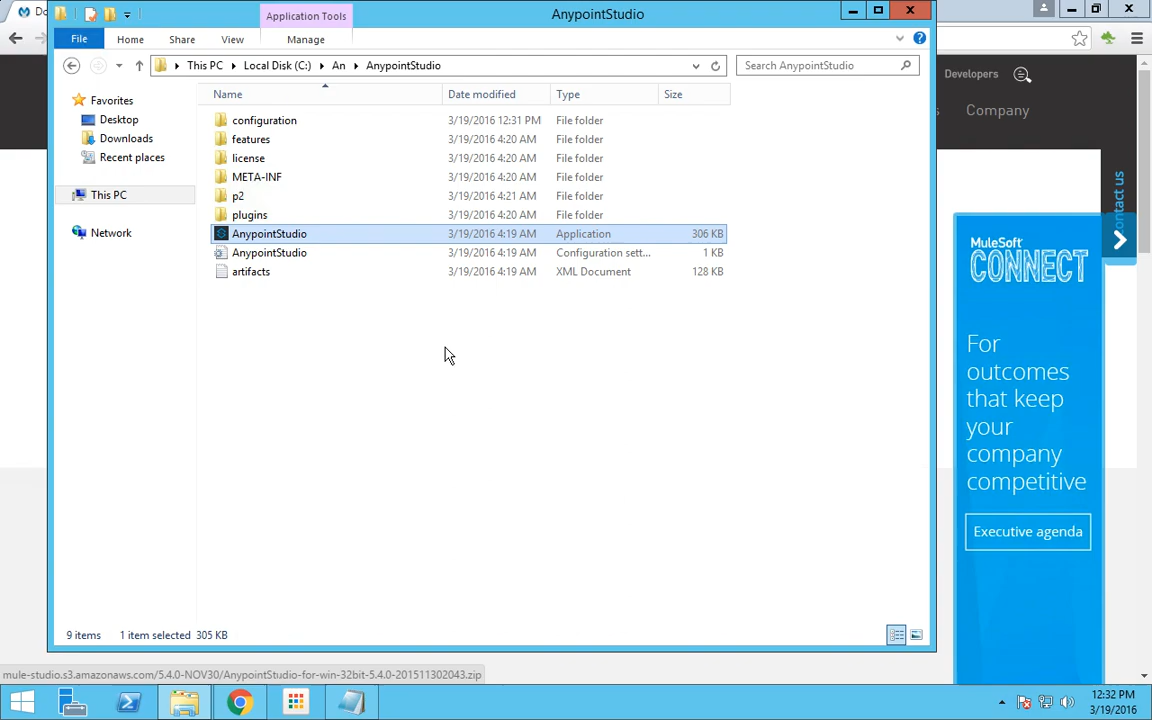 Do
Application Tools
AnypointStudio
File
Home
Share
View
Manage
This PC
Local Disk (C:)
An
AnypointStudio
Search AnypointStudio
Favorites
Desktop
Downloads
Recent places
This PC
Network
Name
Date modified
Type
Size
configuration 3/19/2016 12:31 PM File folder
features 3/19/2016 4:20 AM File folder
license 3/19/2016 4:20 AM File folder
META-INF 3/19/2016 4:20 AM File folder
p2 3/19/2016 4:21 AM File folder
plugins 3/19/2016 4:20 AM File folder
AnypointStudio 3/19/2016 4:19 AM Application 306 KB
AnypointStudio 3/19/2016 4:19 AM Configuration sett... 1 KB
artifacts 3/19/2016 4:19 AM XML Document 128 KB
9 items 1 item selected 305 KB
Developers
s Company
contact us
MuleSoft
CONNECT
For
outcomes
that keep
your
company
competitive
Executive agenda
mule-studio.s3.amazonaws.com/5.4.0-NOV30/AnypointStudio-for-win-32bit-5.4.0-201511302043.zip
12:32 PM
3/19/2016